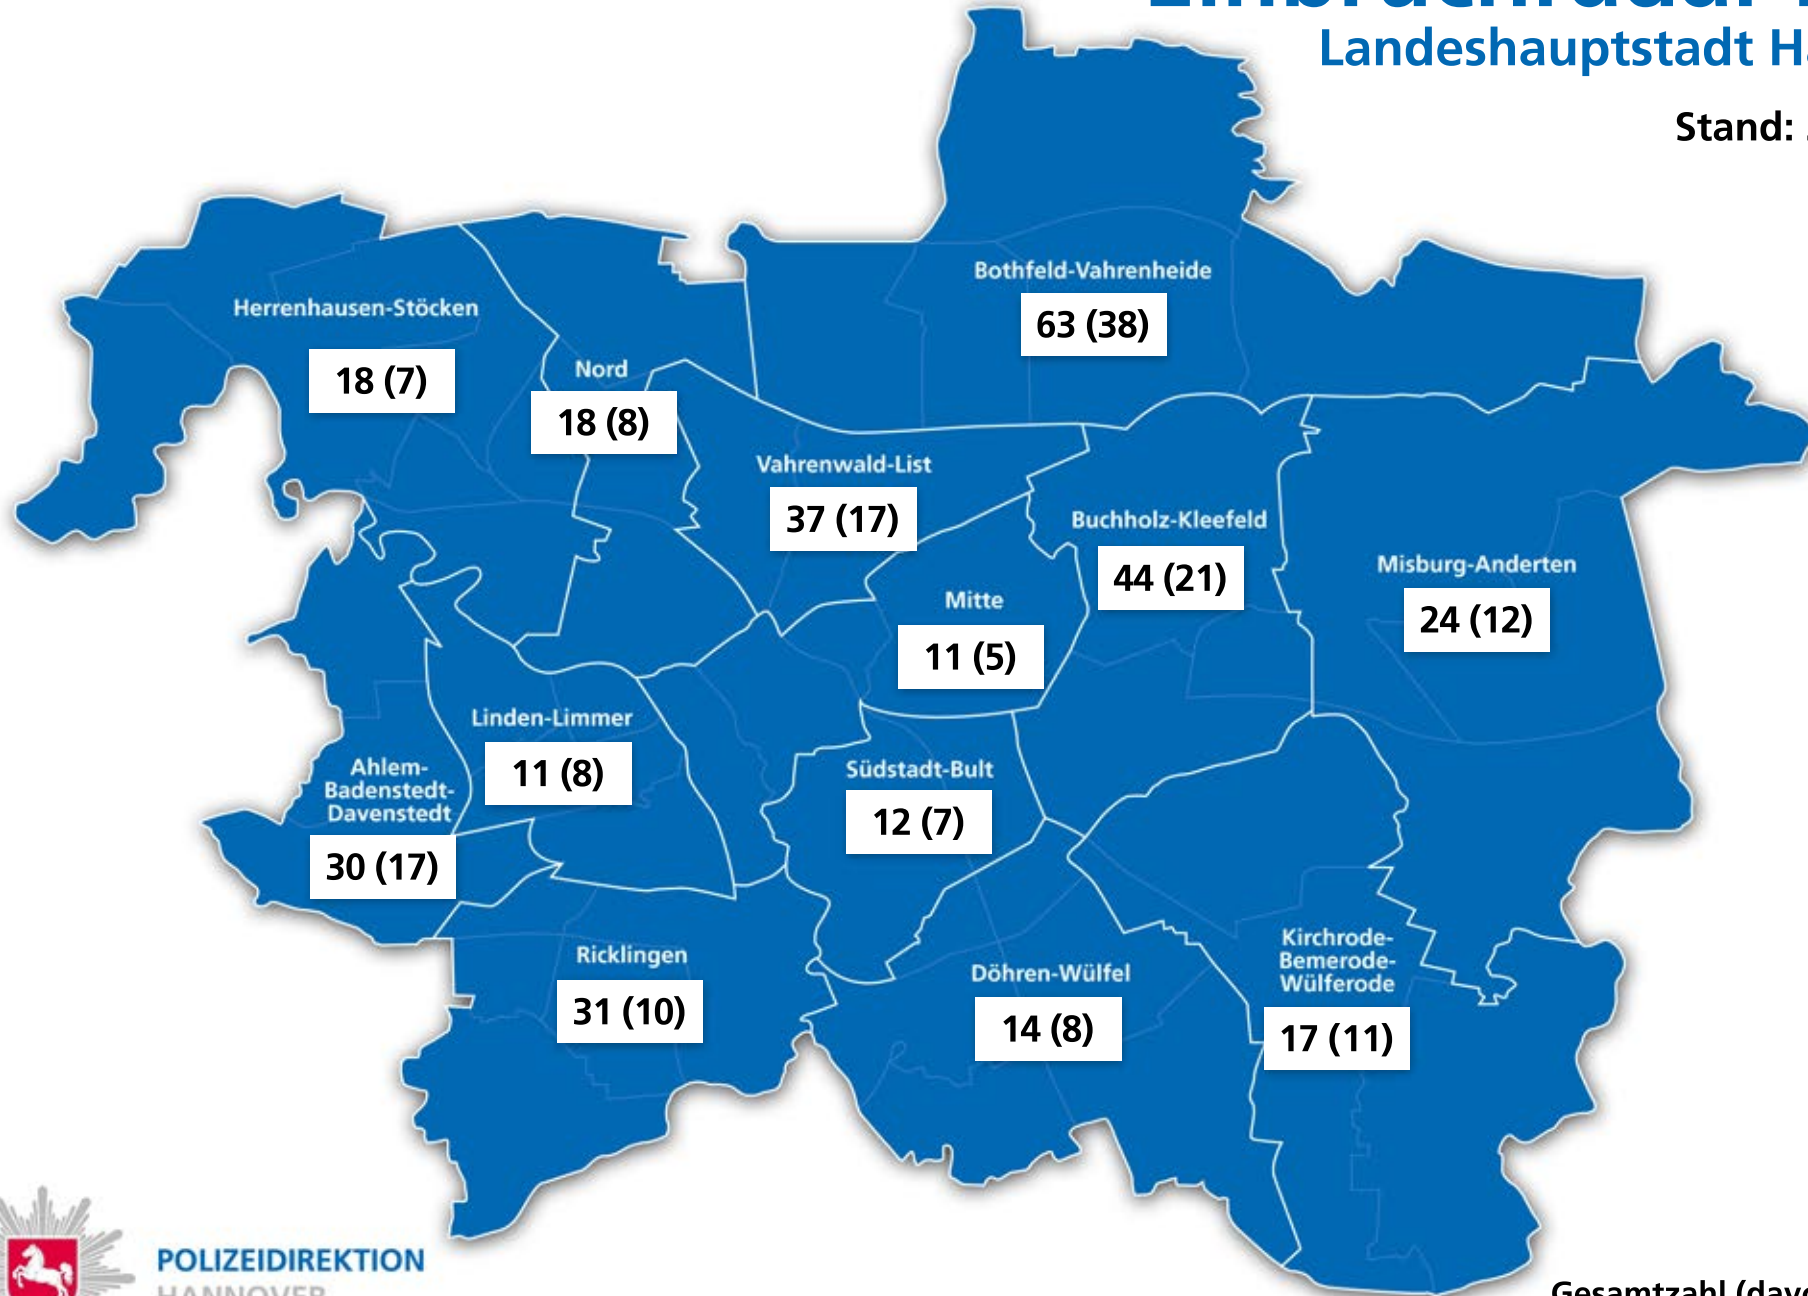 Landeshauptstadt
Stand:
Bothfeld-Vahrenheide
63 (38)
Herrenhausen-Stöcken
18 (7)
Nord
18 (8)
Vahrenwald-List
37 (17)
Buchholz-Kleefeld
44 (21)
Misburg-Anderten
24 (12)
Mitte
11 (5)
Linden-Limmer
11 (8)
Ahlem-
Badenstedt-
Davenstedt
30 (17)
Südstadt-Bult
12 (7)
Ricklingen
31 (10)
Döhren-Wülfel
14 (8)
Kirchrode-
Bemerode-
Wülferode
17 (11)
POLIZEIDIREKTION
HANNOVER
Gesamtzahl